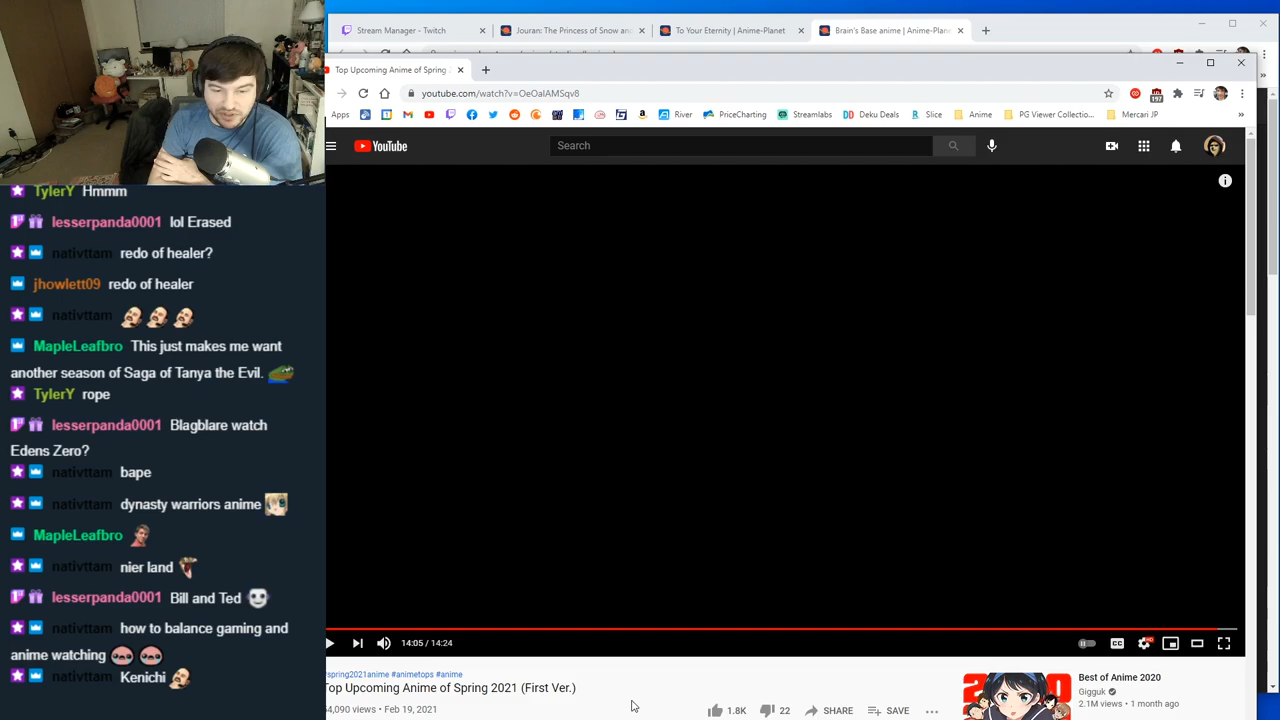 Stream Manager - Twitch
Jouran: The Princess of Snow and
To Your Eternity | Anime-Planet
Brain's Base anime | Anime-Plan
Top Upcoming Anime of Spring 2
youtube.com/watch?v=OeOalAMSqv8
197
Apps
River
PriceCharting
Streamlabs
Deku Deals
Slice
Anime
PG Viewer Collectio...
Mercari JP
YouTube
Search
TylerY Hmmm
lesserpanda0001 lol Erased
nativttam redo of healer?
jhowlett09 redo of healer
nativttam
MapleLeafbro This just makes me want
another season of Saga of Tanya the Evil.
TylerY rope
lesserpanda0001 Blagblare watch
Edens Zero?
nativttam bape
nativttam dynasty warriors anime
MapleLeafbro
nativttam nier land
lesserpanda0001 Bill and Ted
nativttam how to balance gaming and
anime watching
nativttam Kenichi
14:05 / 14:24
spring2021anime #animetops #anime
Top Upcoming Anime of Spring 2021 (First Ver.)
4,090 views • Feb 19, 2021
1.8K
22
SHARE
SAVE
Best of Anime 2020
Gigguk
2.1M views • 1 month ago